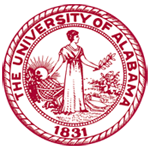 THE UNIVERSITY OF ALABAMA
1831